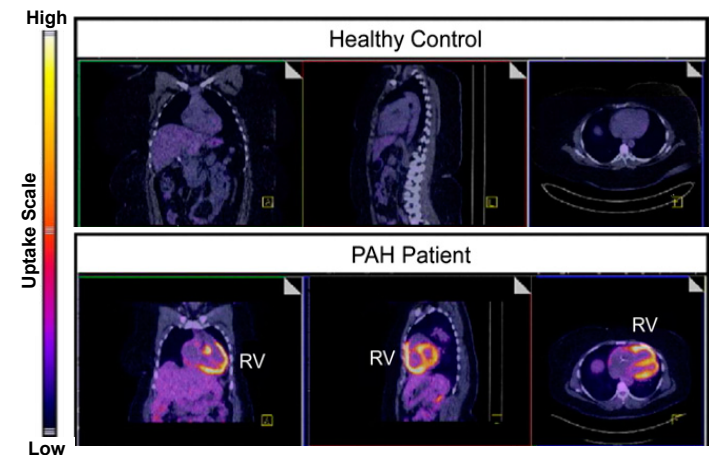 High
Healthy Control
Uptake Scale
PAH Patient
RV
RV
RV
Low